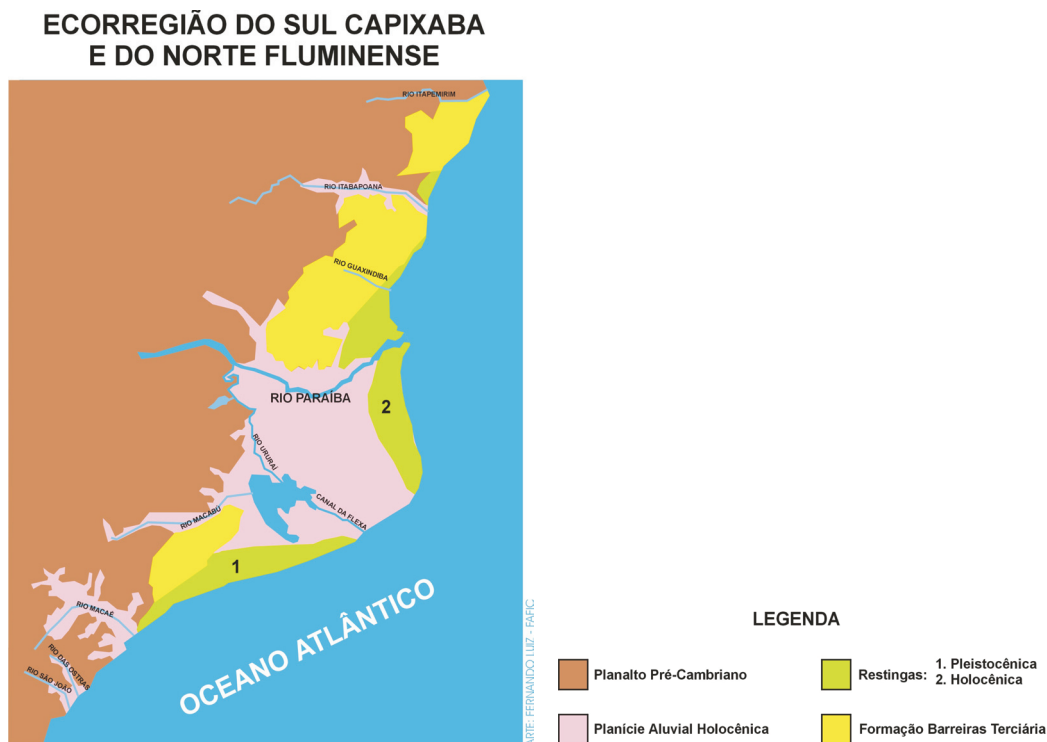 ECORREGIÃO DO SUL CAPIXABA
E DO NORTE FLUMINENSE
RIO ITAPEMIRIM
RIO ITABAPOANA
RIO GUAXINDIBA
RIO PARAÍBA
2
RIO URURAÍ
CANAL DA FLEXA
RIO MACABÚ
1
RIO MACAÉ
RIO DAS OSTRAS
RIO SÃO JOÃO
OCEANO ATLÂNTICO
ARTE: FERNANDO LUIZ - FAFIC
LEGENDA
Planalto Pré-Cambriano
Restingas: 1. Pleistocênica
2. Holocênica
Planície Aluvial Holocênica
Formação Barreiras Terciária